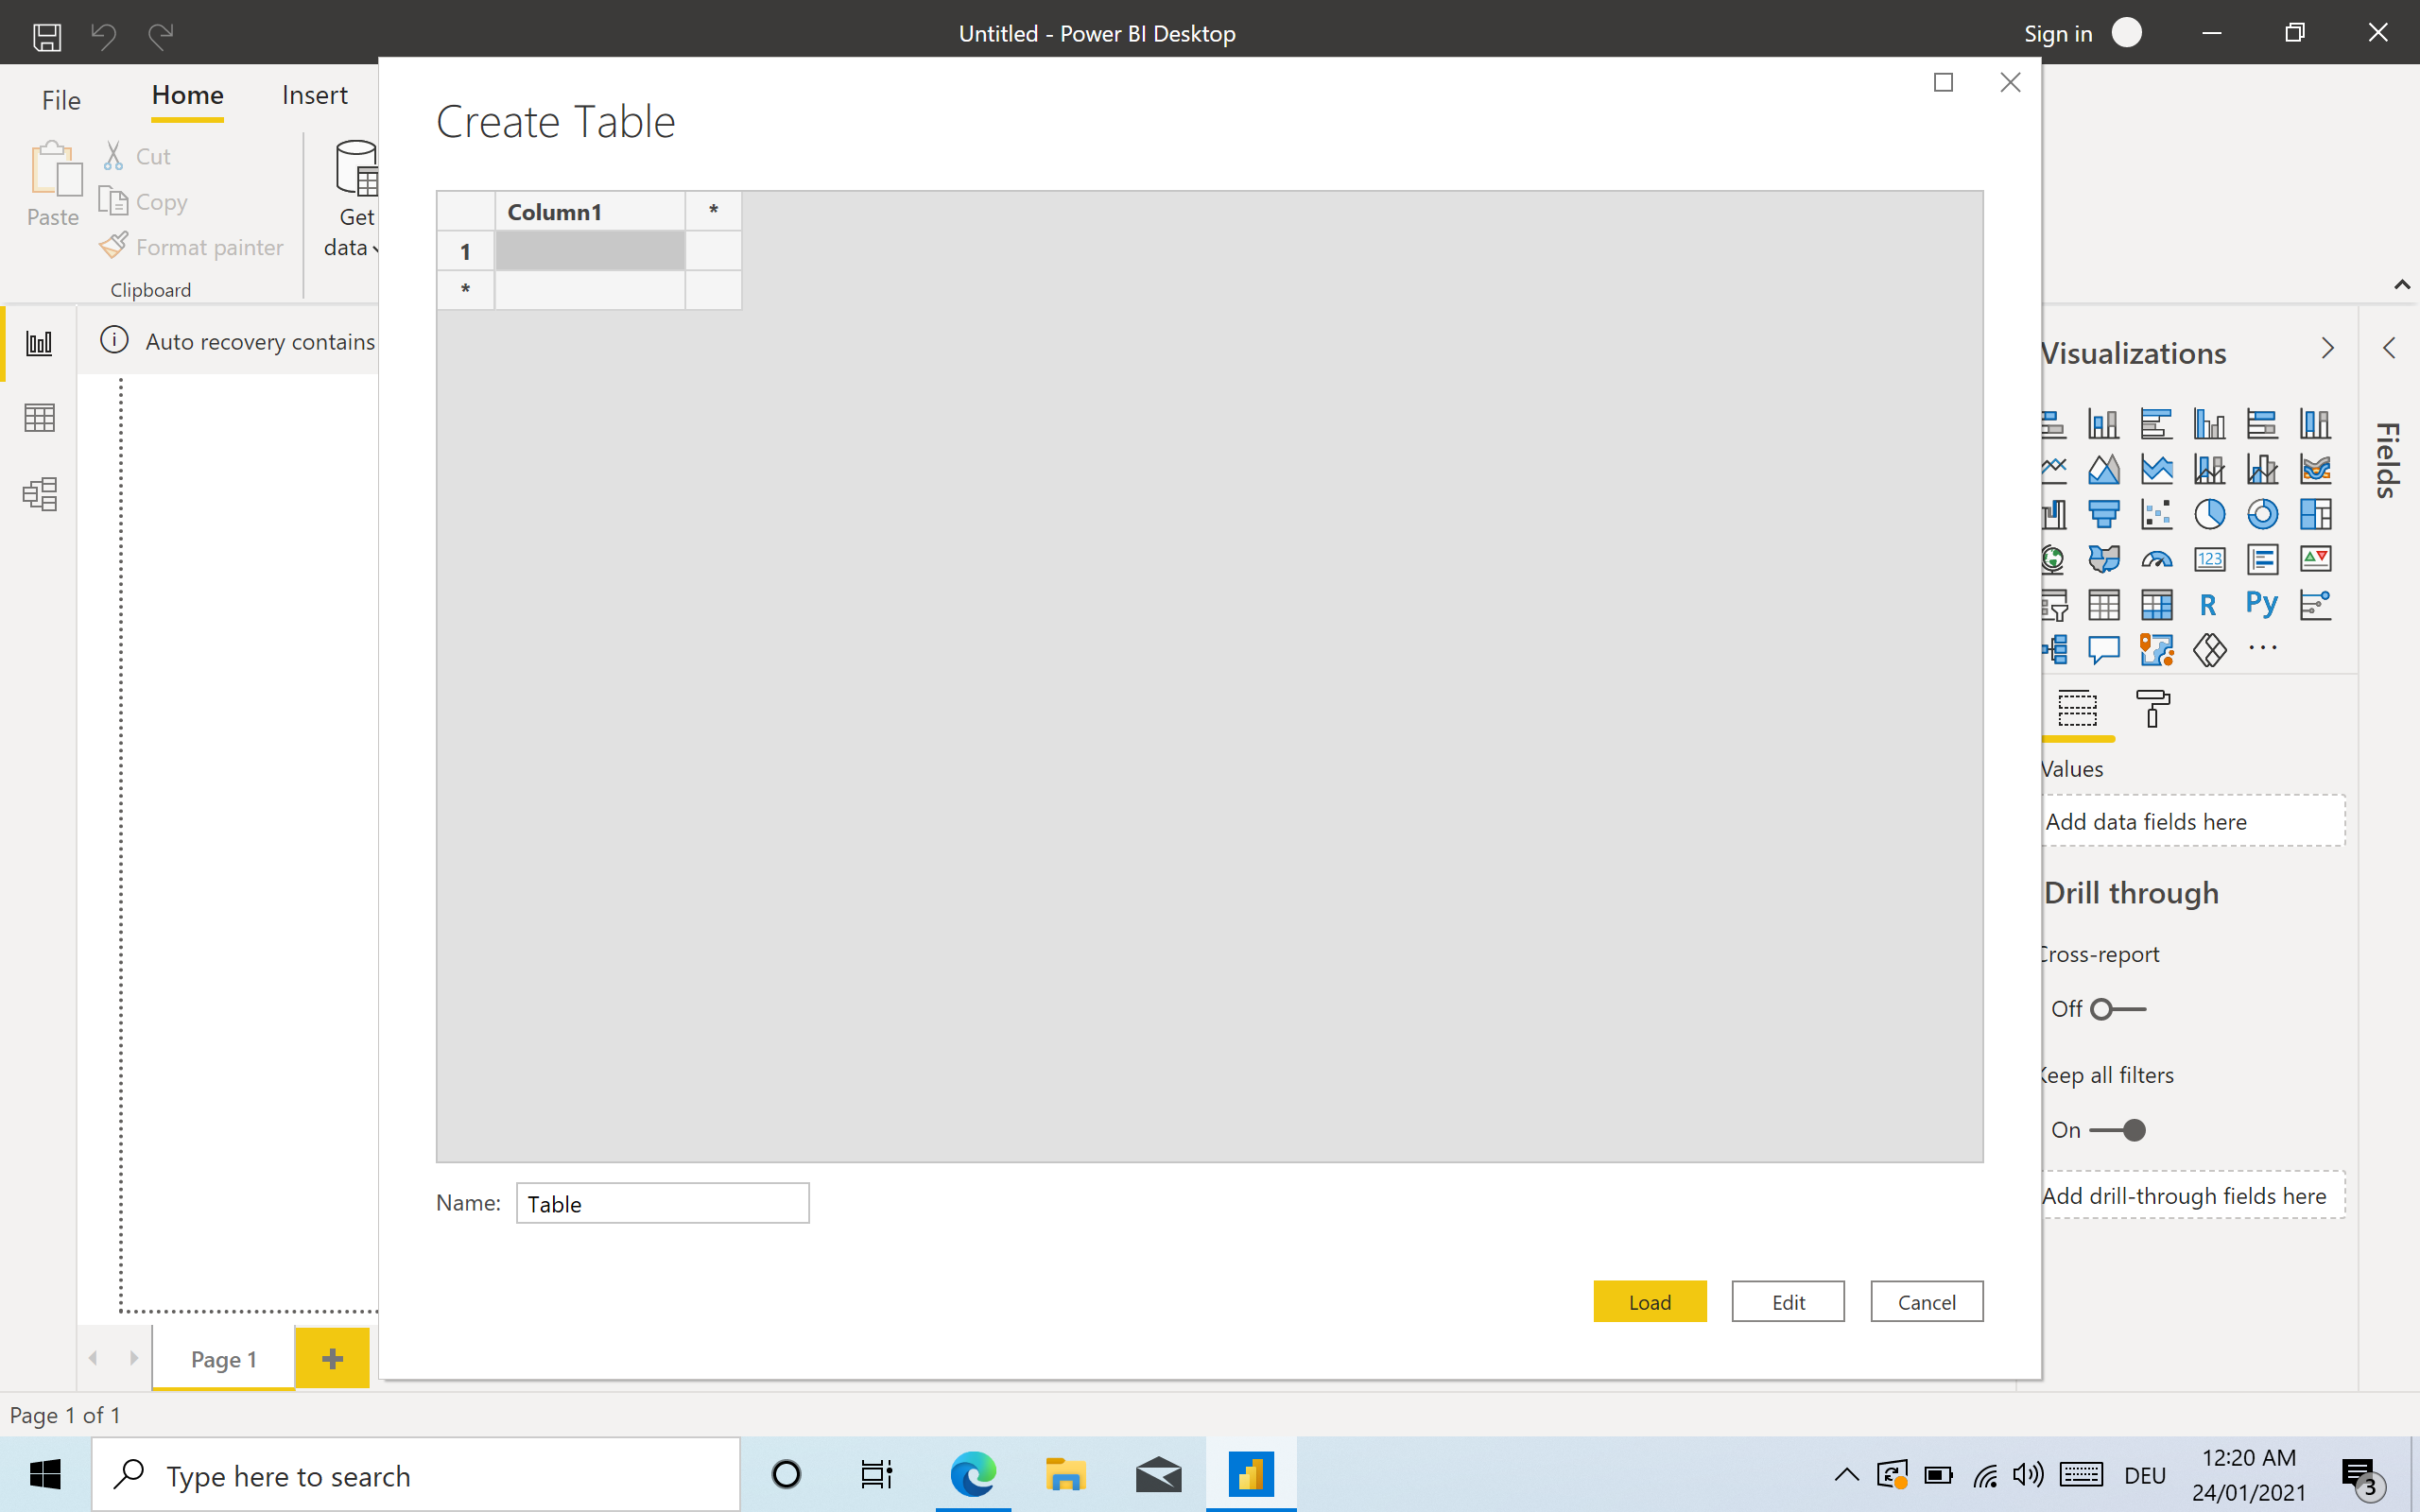 Untitled - Power BI Desktop
Sign in
File
Home
Insert
Paste
Cut
Copy
Format painter
Clipboard
Get
data
Auto recovery contains
Create Table
Column1 *
1
*
Name: Table
Load
Edit
Cancel
Visualizations
Fields
123
R
Py
...
Values
Add data fields here
Drill through
Cross-report
Off
Keep all filters
On
Add drill-through fields here
Page 1
Page 1 of 1
Type here to search
DEU
12:20 AM
24/01/2021
3